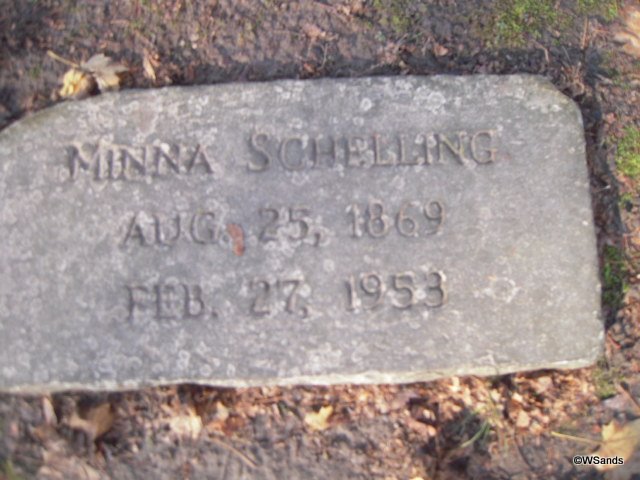 Minna Schelling
Aug. 25, 1869
Feb. 27, 1953
©WSands